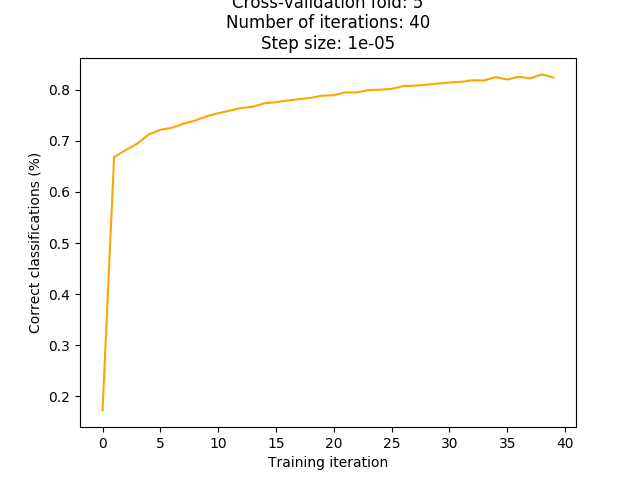 Cross-validation fold: 5
Number of iterations: 40
Step size: 1e-05
Correct classifications (%)
0.8
0.7
0.6
0.5
0.4
0.3
0.2
0 5 10 15 20 25 30 35 40
Training iteration